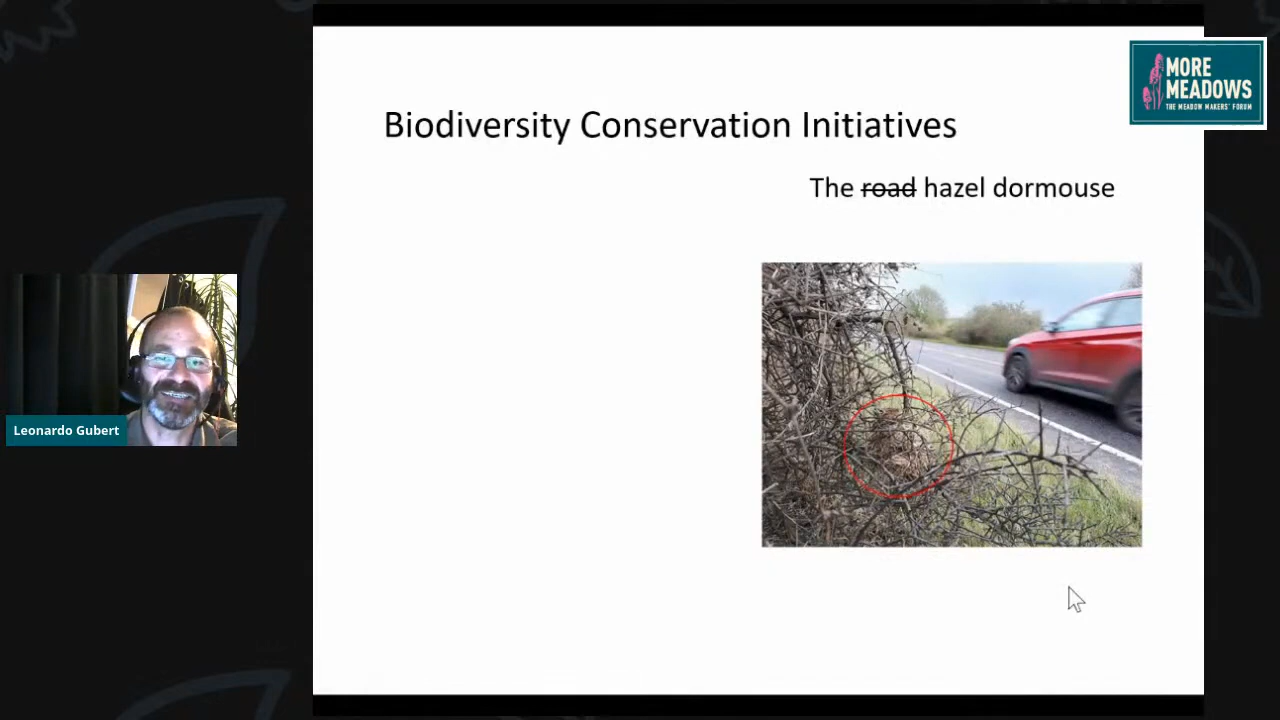 Biodiversity Conservation Initiatives
MORE
MEADOWS
THE MEADOW MAKERS' FORUM
The road hazel dormouse
Leonardo Gubert